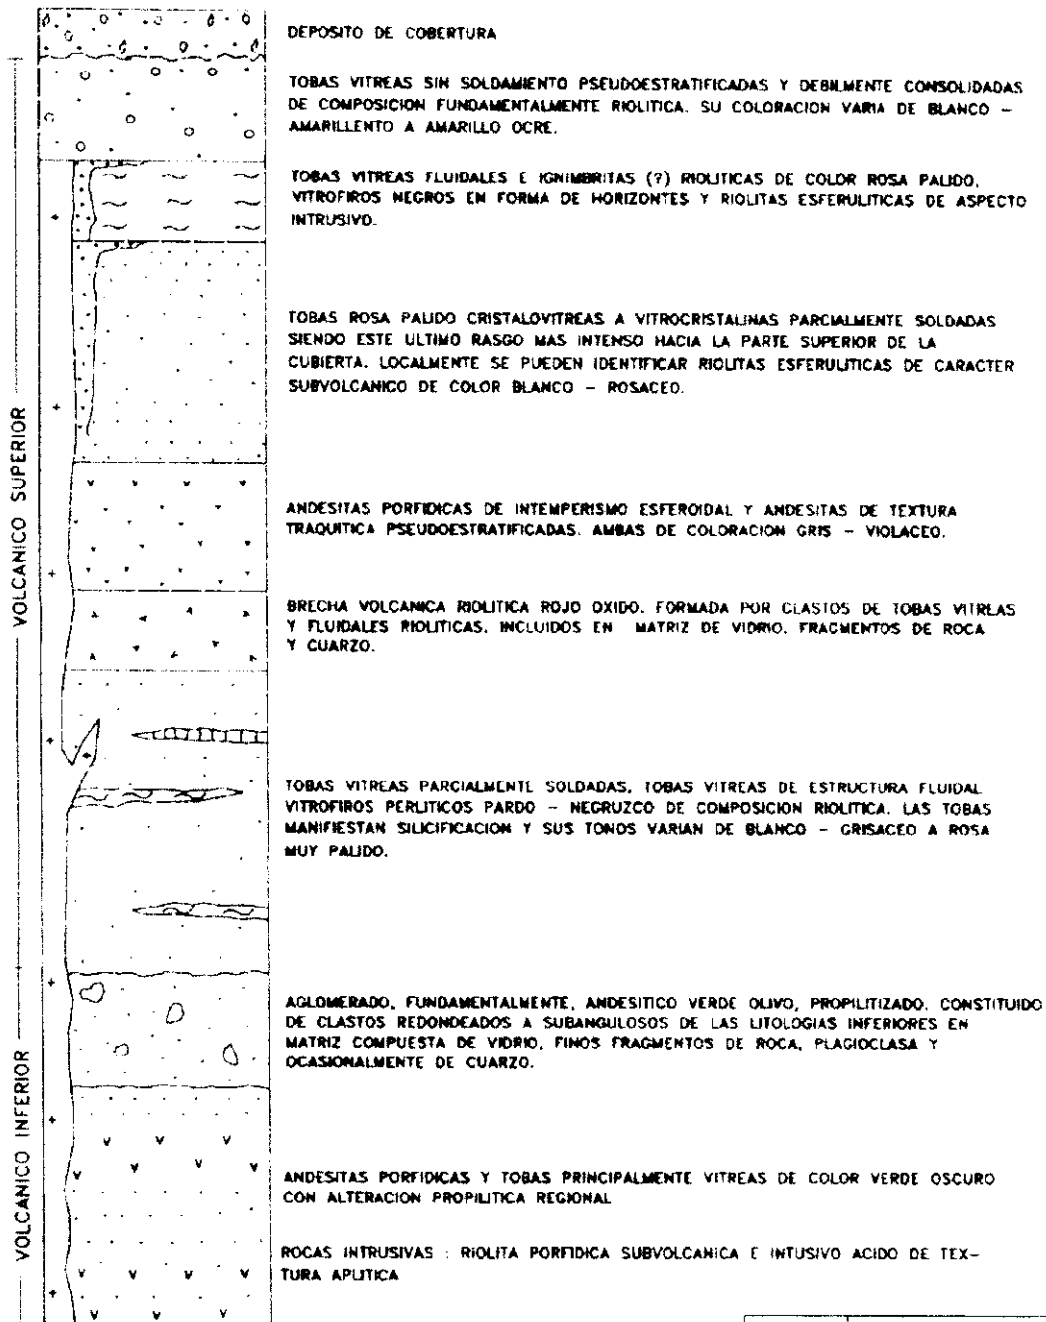 DEPOSITO DE COBERTURA
TOBAS VITREAS SIN SOLDAMIENTO PSEUDOESTRATIFICADAS Y DEBILMENTE CONSOLIDADAS
DE COMPOSICION FUNDAMENTALMENTE RIOLITICA. SU COLORACION VARIA DE BLANCO –
AMARILLENTO A AMARILLO OCRE.
TOBAS VITREAS FLUIDALES E IGNIMBRITAS (?) RIOLITICAS DE COLOR ROSA PALIDO,
VITROFIROS NEGROS EN FORMA DE HORIZONTES Y RIOLITAS ESFERULITICAS DE ASPECTO
INTRUSIVO.
TOBAS ROSA PALIDO CRISTALOVITREAS A VITROCRISTALINAS PARCIALMENTE SOLDADAS
SIENDO ESTE ULTIMO RASGO MAS INTENSO HACIA LA PARTE SUPERIOR DE LA
CUBIERTA. LOCALMENTE SE PUEDEN IDENTIFICAR RIOLITAS ESFERULITICAS DE CARACTER
SUBVOLCANICO DE COLOR BLANCO – ROSACEO.
VOLCANICO SUPERIOR
ANDESITAS PORFIDICAS DE INTEMPERISMO ESFEROIDAL Y ANDESITAS DE TEXTURA
TRAQUITICA PSEUDOESTRATIFICADAS. AMBAS DE COLORACION GRIS – VIOLACEO.
BRECHA VOLCANICA RIOLITICA ROJO OXIDO. FORMADA POR CLASTOS DE TOBAS VITREAS
Y FLUIDALES RIOLITICAS, INCLUIDOS EN MATRIZ DE VIDRIO, FRAGMENTOS DE ROCA
Y CUARZO.
TOBAS VITREAS PARCIALMENTE SOLDADAS, TOBAS VITREAS DE ESTRUCTURA FLUIDAL
VITROFIROS PERLITICOS PARDO – NEGRUZCO DE COMPOSICION RIOLITICA. LAS TOBAS
MANIFIESTAN SILICIFICACION Y SUS TONOS VARIAN DE BLANCO – GRISACEO A ROSA
MUY PALIDO.
AGLOMERADO, FUNDAMENTALMENTE, ANDESITICO VERDE OLIVO, PROPILITIZADO. CONSTITUIDO
DE CLASTOS REDONDEADOS A SUBANGULOSOS DE LAS LITOLOGIAS INFERIORES EN
MATRIZ COMPUESTA DE VIDRIO, FINOS FRAGMENTOS DE ROCA, PLAGIOCLASA Y
OCASIONALMENTE DE CUARZO.
VOLCANICO INFERIOR
ANDESITAS PORFIDICAS Y TOBAS PRINCIPALMENTE VITREAS DE COLOR VERDE OSCURO
CON ALTERACION PROPILITICA REGIONAL
ROCAS INTRUSIVAS : RIOLITA PORFIDICA SUBVOLCANICA E INTUSIVO ACIDO DE TEX–
TURA APLITICA